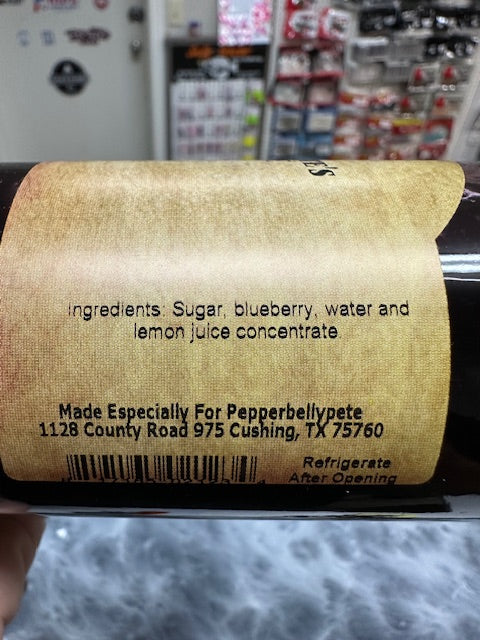 Ingredients: Sugar, blueberry, water and
lemon juice concentrate.
Made Especially For Pepperbellypete
1128 County Road 975 Cushing, TX 75760
Refrigerate
After Opening